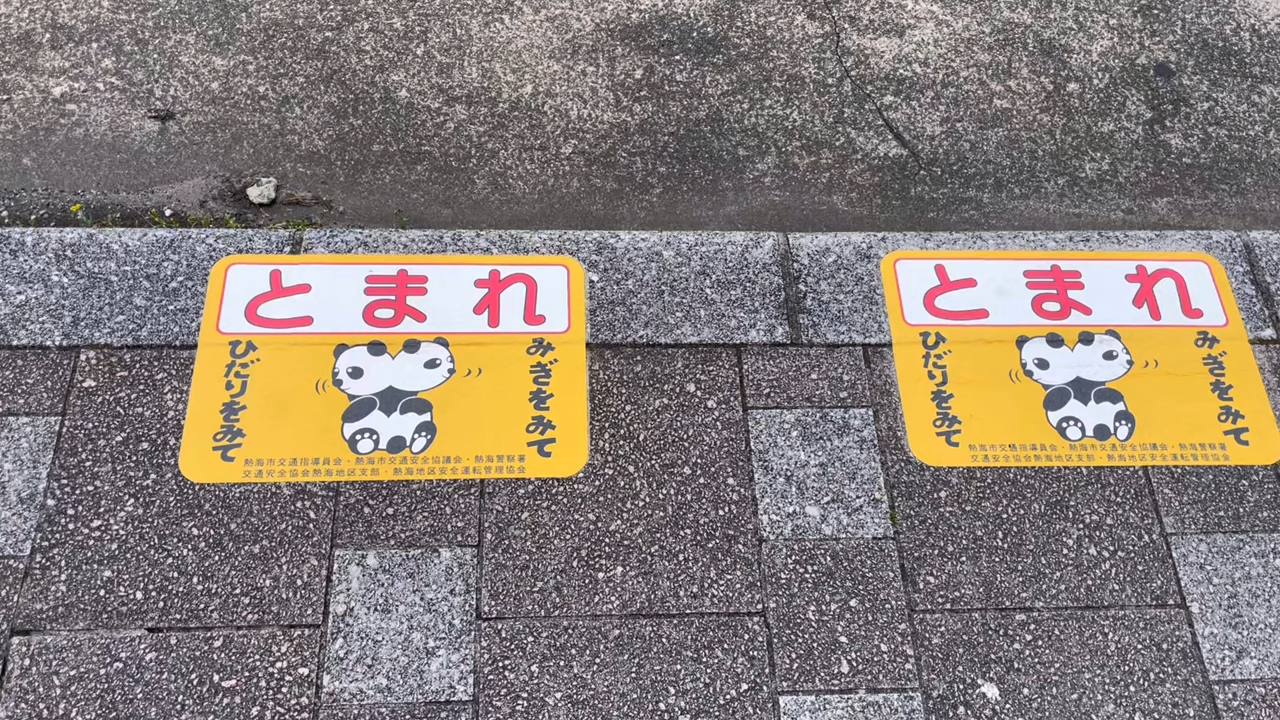 とまれ
ひだりをみて
みぎをみて
熱海市交通指導員会・熱海市交通安全協議会・熱海警察署
交通安全協会熱海地区支部・熱海地区安全運転管理協会
とまれ
ひだりをみて
みぎをみて
熱海市交通指導員会・熱海市交通安全協議会・熱海警察署
交通安全協会熱海地区支部・熱海地区安全運転管理協会